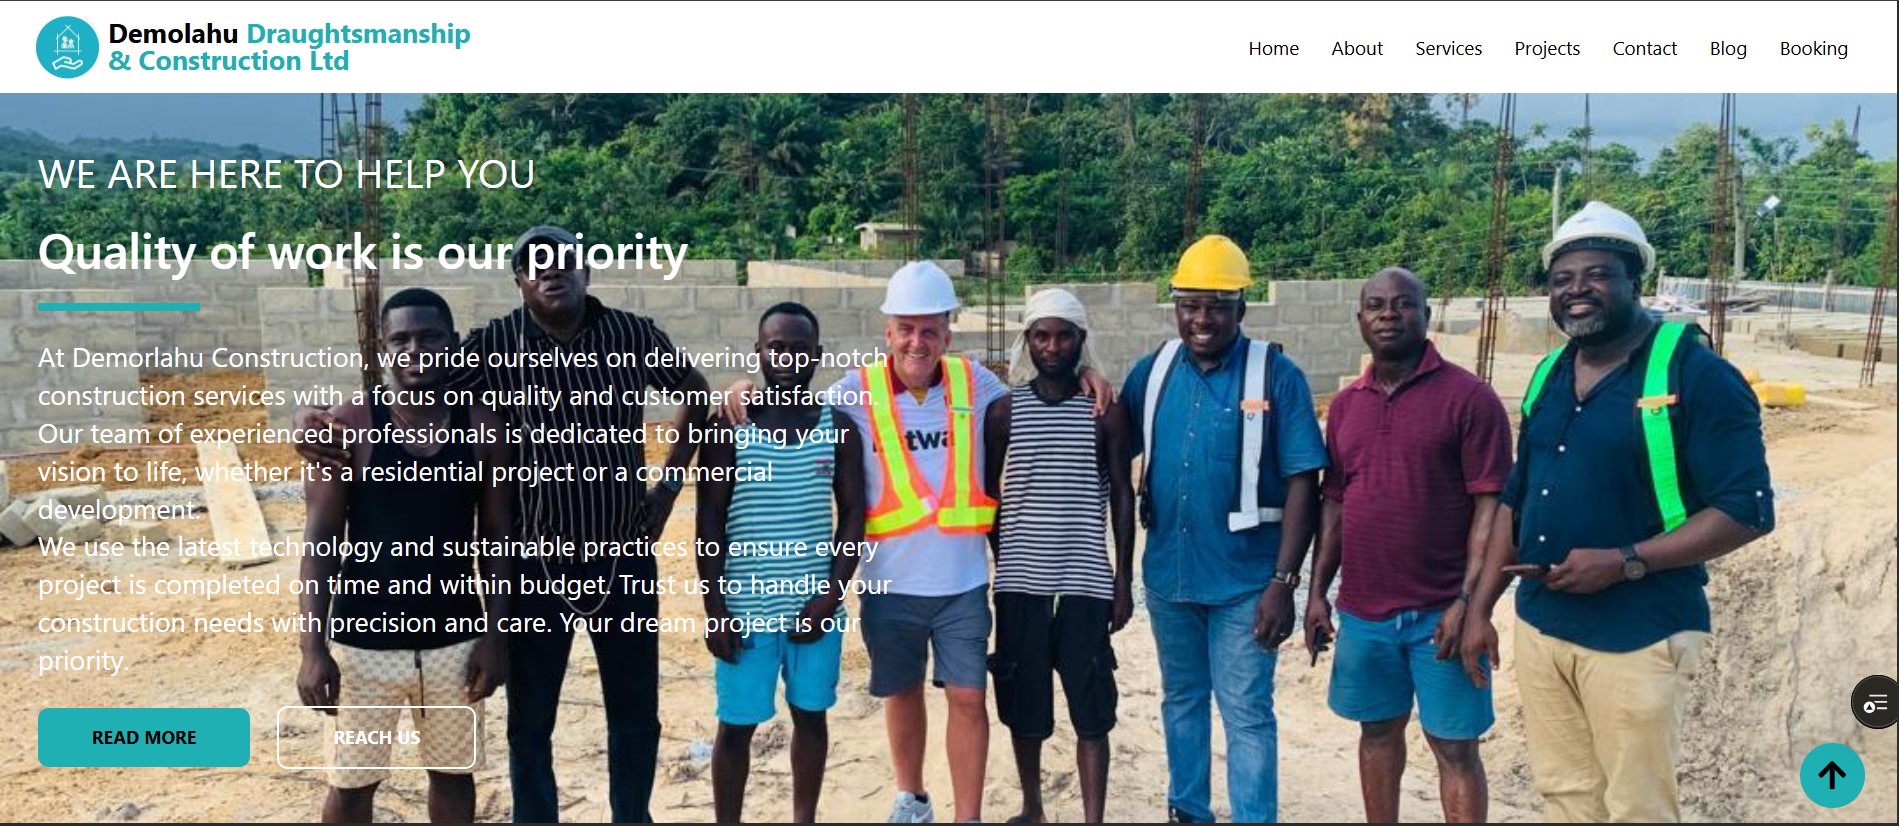 Demolahu Draughtsmanship
& Construction Ltd
Home About Services Projects Contact Blog Booking
WE ARE HERE TO HELP YOU
Quality of work is our priority
At Demorlahu Construction, we pride ourselves on delivering top-notch
construction services with a focus on quality and customer satisfaction.
Our team of experienced professionals is dedicated to bringing your
vision to life, whether it's a residential project or a commercial
development.
We use the latest technology and sustainable practices to ensure every
project is completed on time and within budget. Trust us to handle your
construction needs with precision and care. Your dream project is our
priority.
READ MORE
REACH US